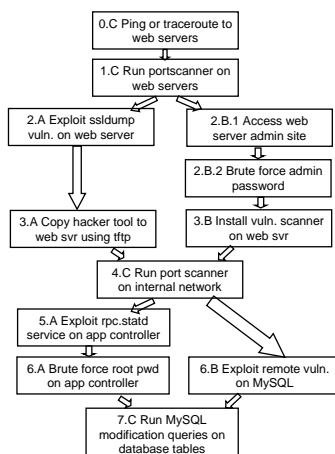 0.C Ping or traceroute to
web servers
1.C Run portscanner on
web servers
2.A Exploit ssldump
vuln. on web server
2.B.1 Access web
server admin site
2.B.2 Brute force admin
password
3.A Copy hacker tool to
web svr using tftp
3.B Install vuln. scanner
on web svr
4.C Run port scanner
on internal network
5.A Exploit rpc.statd
service on app controller
6.A Brute force root pwd
on app controller
6.B Exploit remote vuln.
on MySQL
7.C Run MySQL
modification queries on
database tables